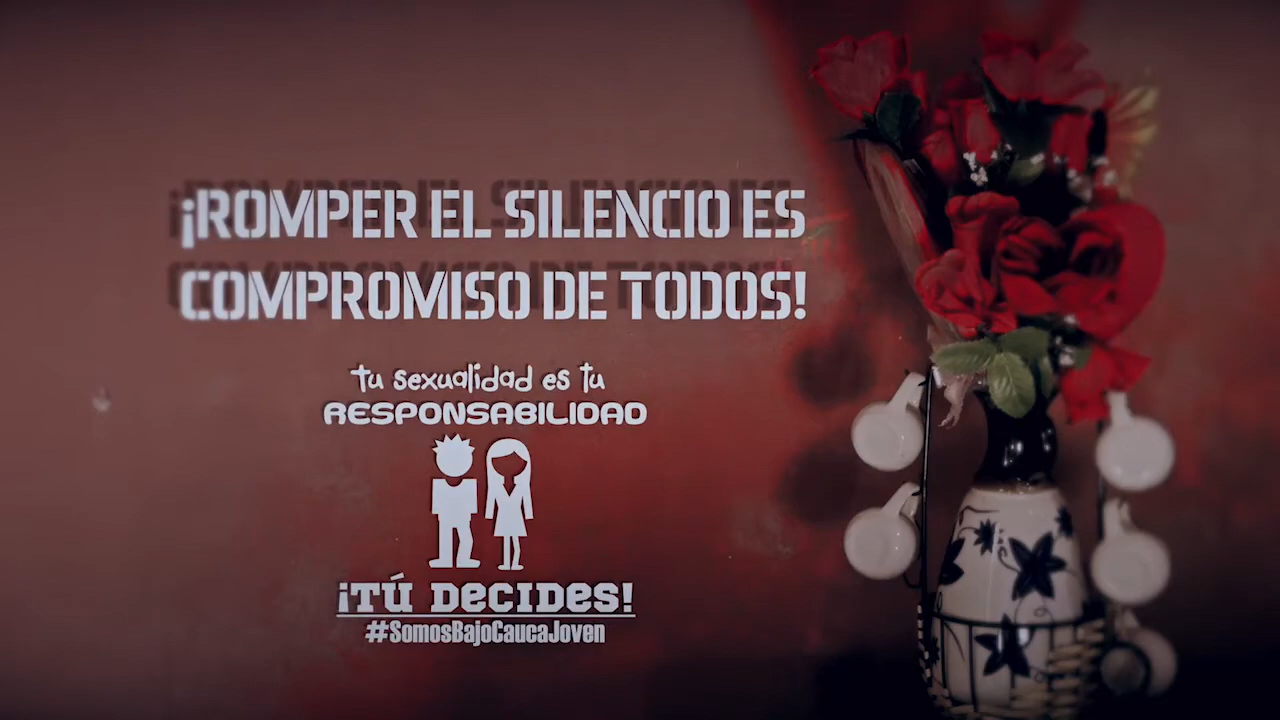 ¡ROMPER EL SILENCIO ES
COMPROMISO DE TODOS!
tu sexualidad es tu
RESPONSABILIDAD
¡TÚ DECIDES!
#SomosBajoCaucaJoven